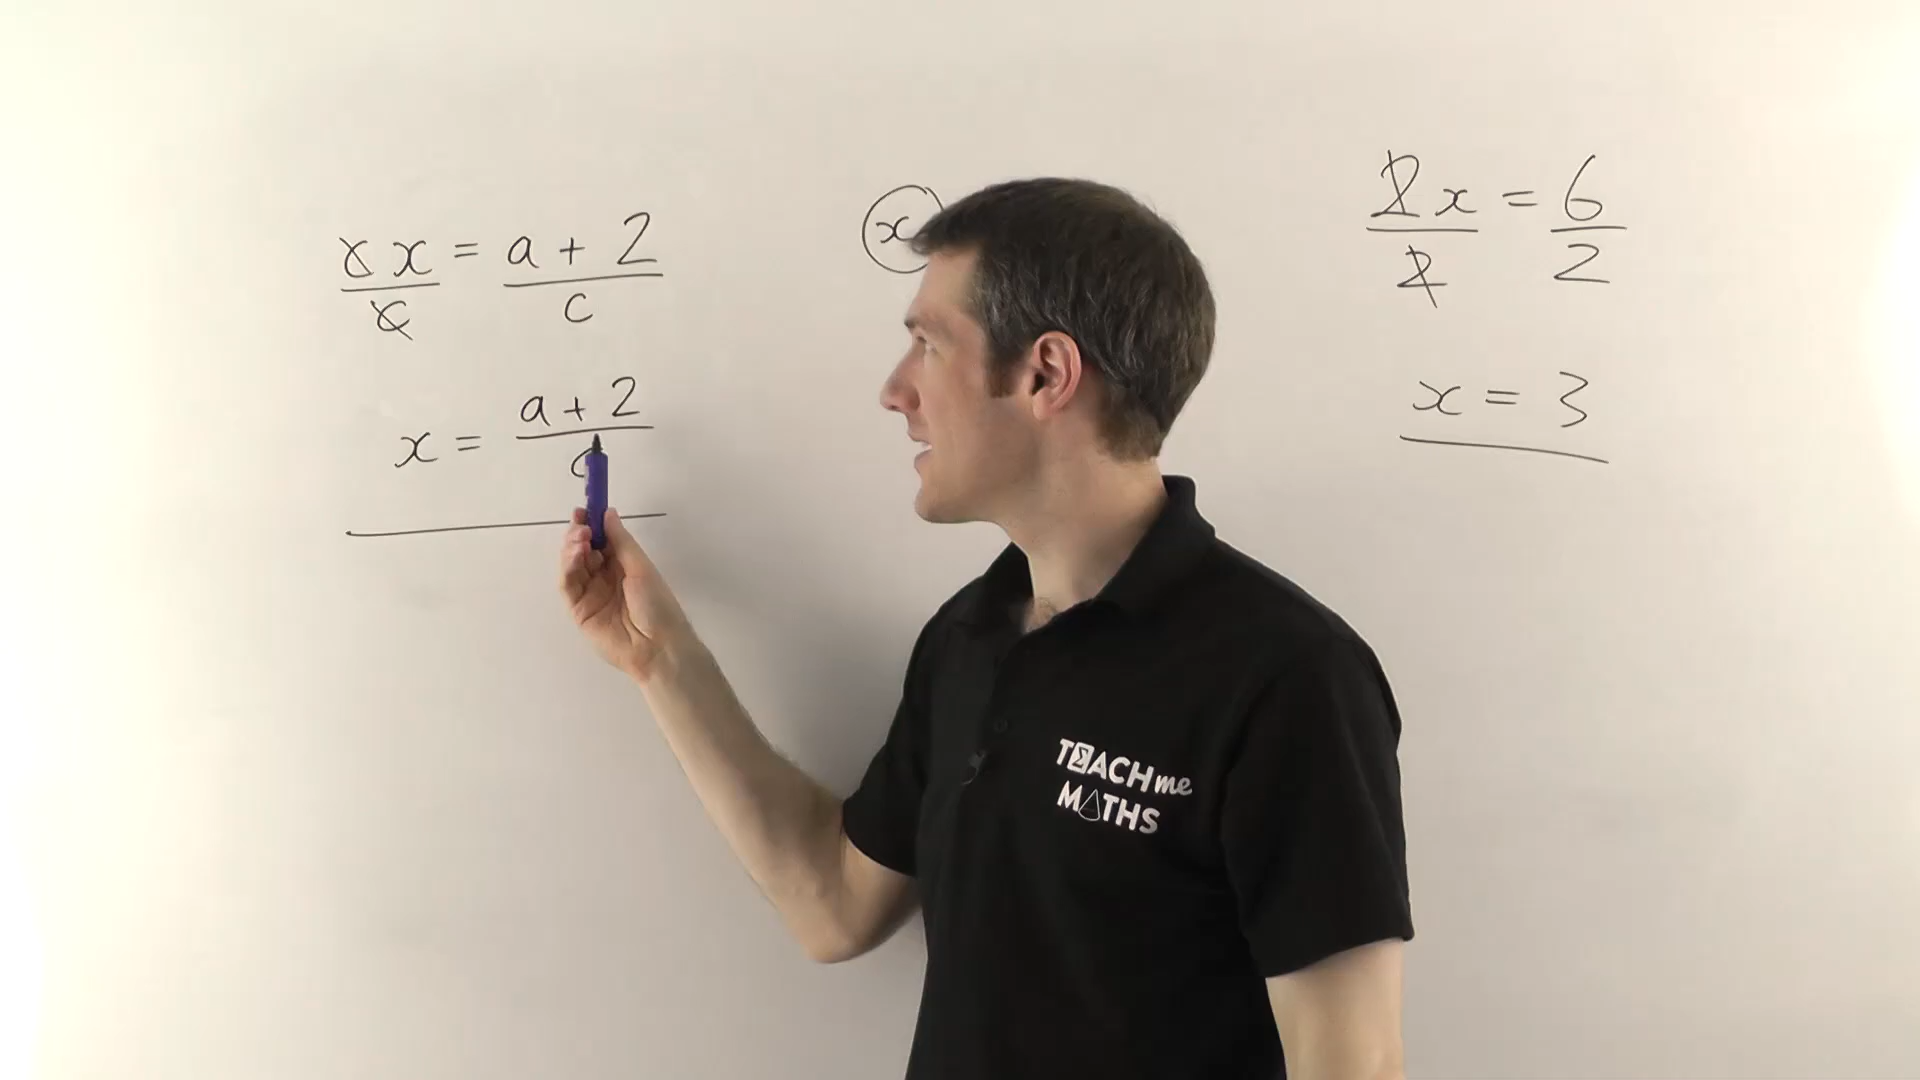 cx = a + 2
c c
x = a + 2
c
x
2x = 6
2 2
x = 3
TEACH me
MATHS